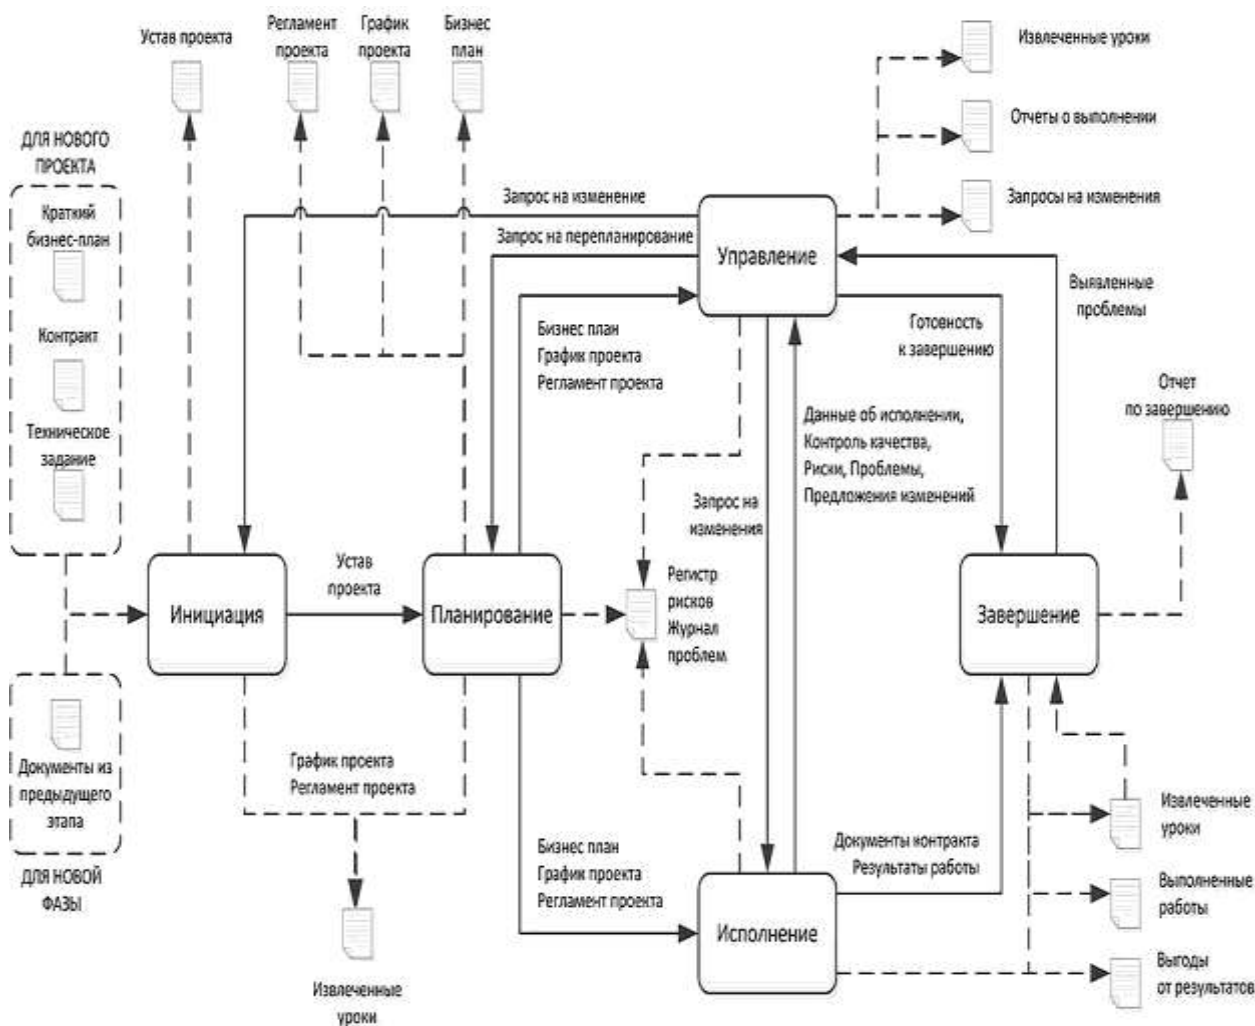 Устав проекта
Регламент
проекта
График
проекта
Бизнес
план
Извлеченные уроки
Отчеты о выполнении
Запросы на изменения
ДЛЯ НОВОГО
ПРОЕКТА
Краткий
бизнес-план
Контракт
Техническое
задание
Запрос на изменение
Запрос на перепланирование
Управление
Выявленные
проблемы
Бизнес план
График проекта
Регламент проекта
Готовность
к завершению
Отчет
по завершению
Данные об исполнении,
Контроль качества,
Риски, Проблемы,
Предложения изменений
Запрос на
изменения
Инициация
Устав
проекта
Планирование
Регистр
рисков
Журнал
проблем
Завершение
Документы из
предыдущего
этапа
ДЛЯ НОВОЙ
ФАЗЫ
График проекта
Регламент проекта
Извлеченные
уроки
Бизнес план
График проекта
Регламент проекта
Документы контракта
Результаты работы
Исполнение
Извлеченные
уроки
Выполненные
работы
Выгоды
от результатов